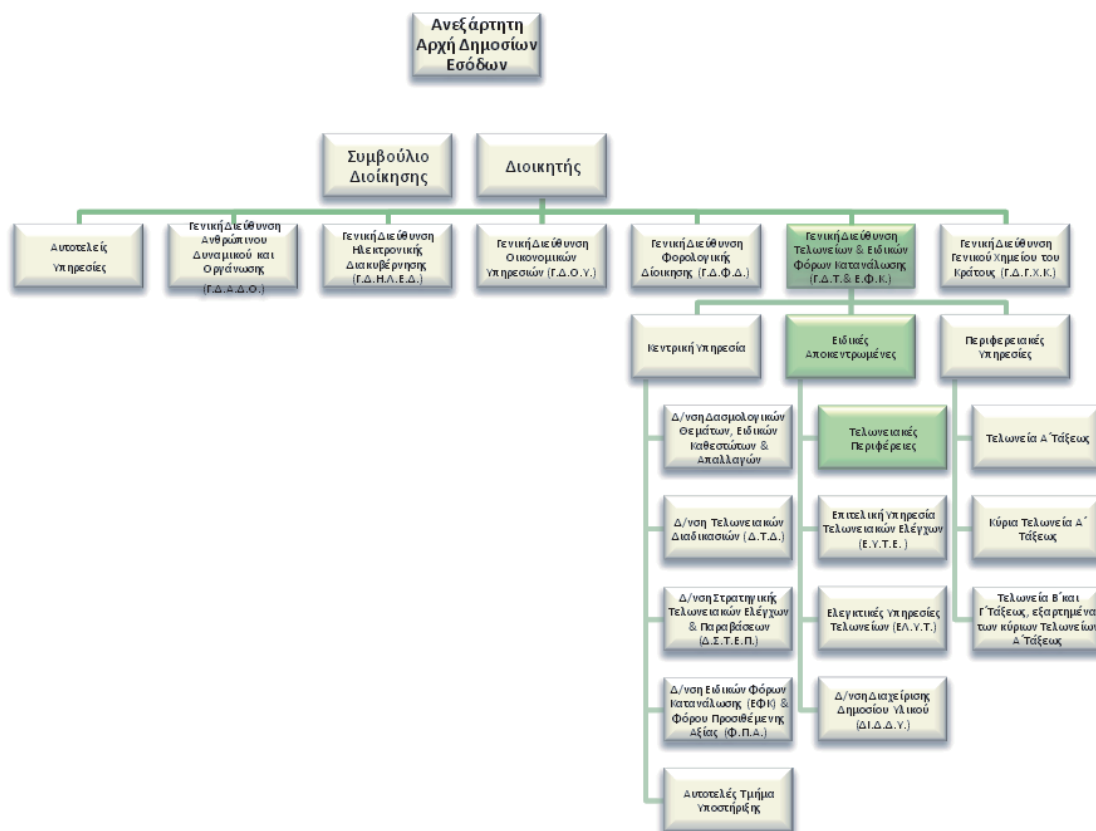 Ανεξάρτητη
Αρχή Δημοσίων
Εσόδων
Συμβούλιο
Διοίκησης
Διοικητής
Αυτοτελείς
Υπηρεσίες
Γενική Διεύθυνση
Ανθρώπινου
Δυναμικού και
Οργάνωσης
(Γ.Δ.Α.Δ.Ο.)
Γενική Διεύθυνση
Ηλεκτρονικής
Διακυβέρνησης
(Γ.Δ.Η.Λ.Ε.Δ.)
Γενική Διεύθυνση
Οικονομικών
Υπηρεσιών (Γ.Δ.Ο.Υ.)
Γενική Διεύθυνση
Φορολογικής
Δίοικησης (Γ.Δ.Φ.Δ.)
Γενική Διεύθυνση
Τελωνείων & Ειδικών
Φόρων Κατανάλωσης
(Γ.Δ.Τ.& Ε.Φ.Κ.)
Γενική Διεύθυνση
Γενικού Χημείου του
Κράτους (Γ.Δ.Γ.Χ.Κ.)
Κεντρική Υπηρεσία
Ειδικές
Αποκεντρωμένες
Περιφερειακές
Υπηρεσίες
Δ/νση Δασμολογικών
Θεμάτων, Ειδικών
Καθεστώτων &
Απαλλαγών
Τελωνειακές
Περιφέρειες
Τελωνεία Α΄Τάξεως
Δ/νση Τελωνειακών
Διαδικασιών (Δ.Τ.Δ.)
Επιτελική Υπηρεσία
Τελωνειακών Ελέγχων
(Ε.Υ.Τ.Ε. )
Κύρια Τελωνεία Α΄
Τάξεως
Δ/νση Στρατηγικής
Τελωνειακών Ελέγχων
& Παραβάσεων
(Δ.Σ.Τ.Ε.Π.)
Ελεγκτικές Υπηρεσίες
Τελωνείων (ΕΛ.Υ.Τ.)
Τελωνεία Β΄και
Γ΄Τάξεως, εξαρτημένα
των κύριων Τελωνείων
Α΄Τάξεως
Δ/νση Ειδικών Φόρων
Κατανάλωσης (ΕΦΚ) &
Φόρου Προσιθέμενης
Αξίας (Φ.Π.Α.)
Δ/νση Διαχείρισης
Δημοσίου Υλικού
(ΔΙ.Δ.Δ.Υ.)
Αυτοτελές Τμήμα
Υποστήριξης